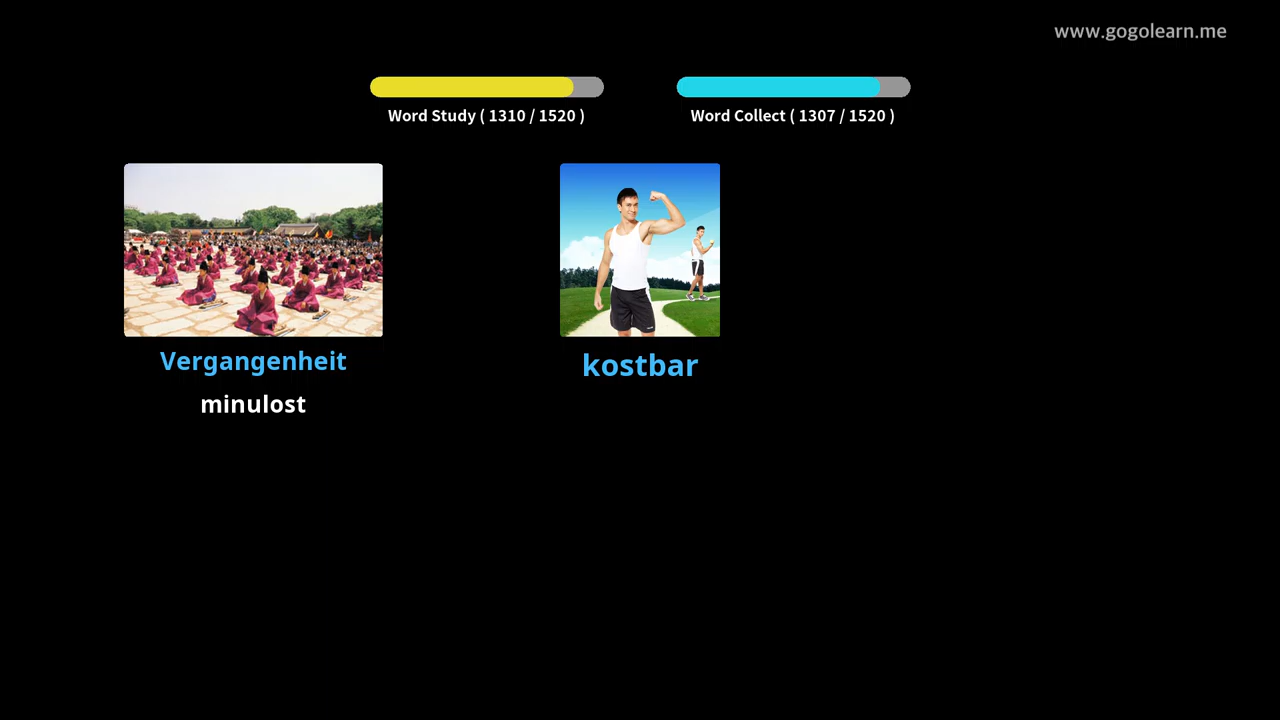 www.gogolearn.me
Word Study ( 1310 / 1520 )
Word Collect ( 1307 / 1520 )
Vergangenheit
minulost
kostbar